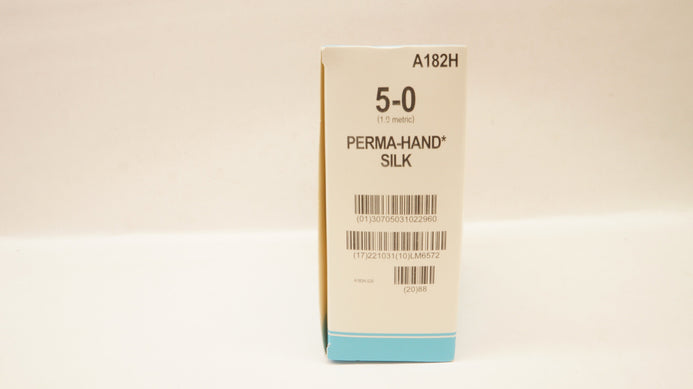 A182H
5-0
(1.0 metric)
PERMA-HAND*
SILK
(01)30705031022960
(17)221031(10)LM6572
(20)88